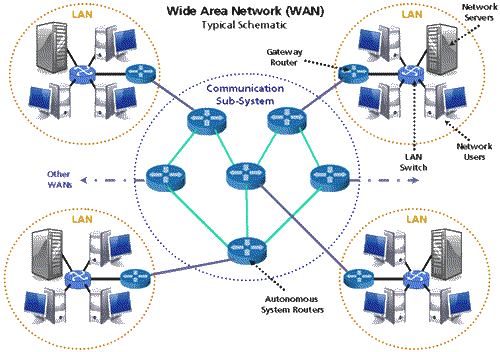 Wide Area Network (WAN)
Typical Schematic
LAN
LAN
Network
Servers
Gateway
Router
Communication
Sub-System
LAN
Switch
Network
Users
Other
WANs
LAN
LAN
Autonomous
System Routers